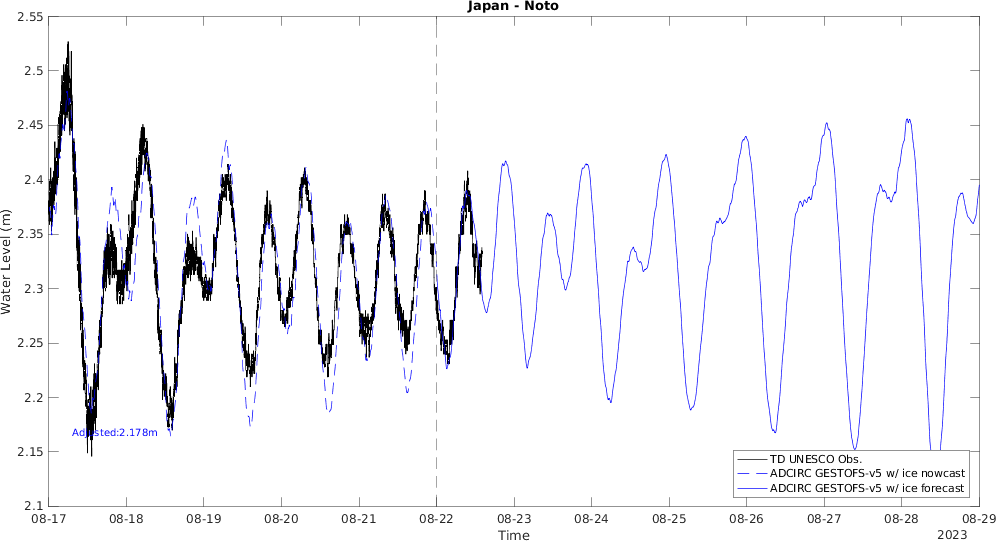 Japan - Noto
2.55
2.5
2.45
2.4
2.35
2.3
2.25
2.2
2.15
2.1
Water Level (m)
Adjusted:2.178m
TD UNESCO Obs.
ADCIRC GESTOFS-v5 w/ ice nowcast
ADCIRC GESTOFS-v5 w/ ice forecast
08-17 08-18 08-19 08-20 08-21 08-22 08-23 08-24 08-25 08-26 08-27 08-28 08-29
Time
2023